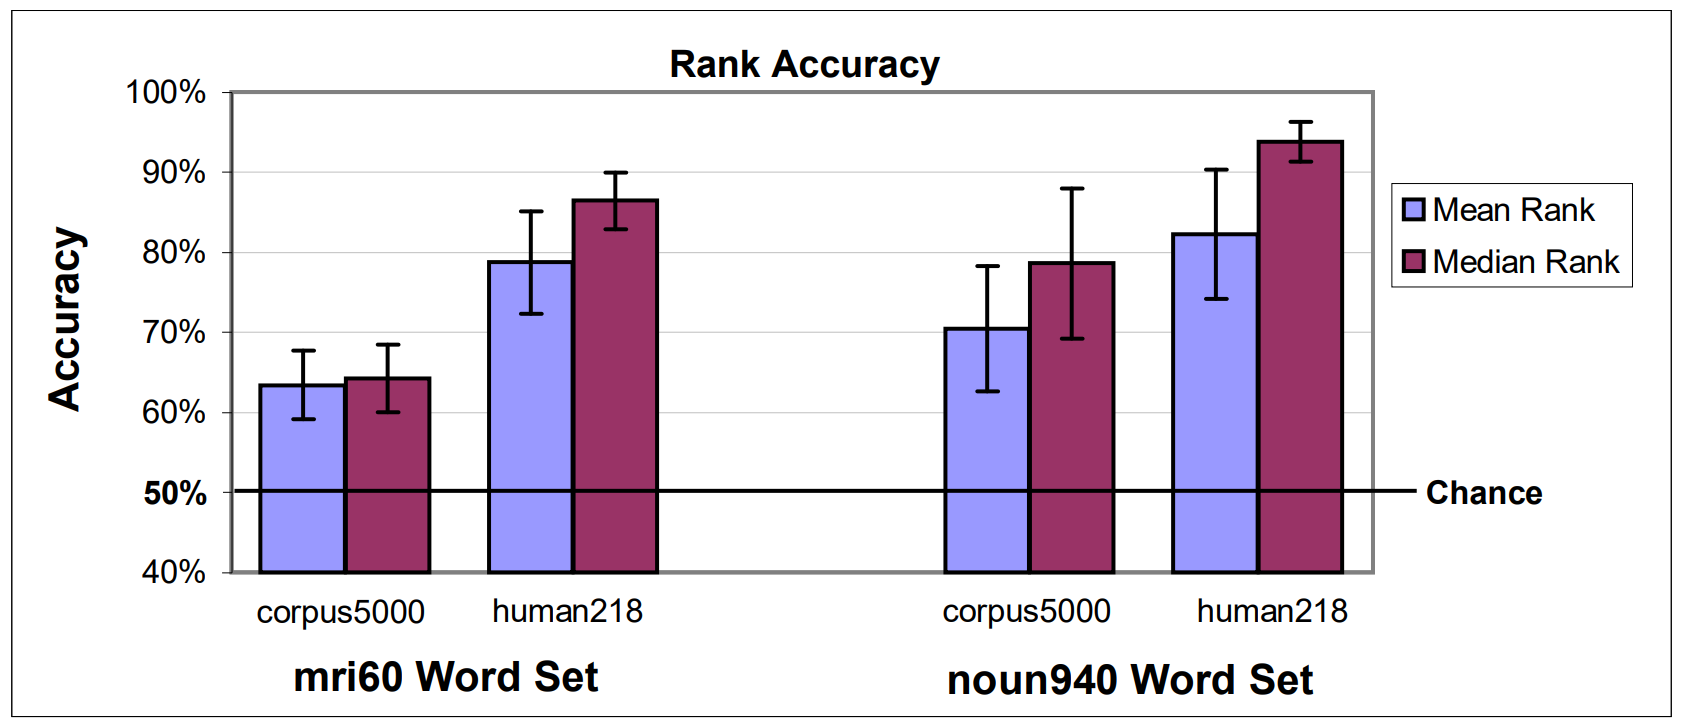 Rank Accuracy
Accuracy
100%
90%
80%
70%
60%
50%
40%
Mean Rank
Median Rank
Chance
corpus5000 human218 corpus5000 human218
mri60 Word Set noun940 Word Set